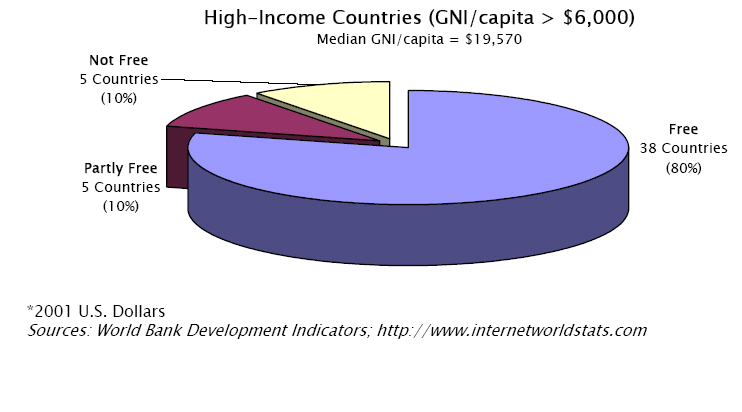 High-Income Countries (GNI/capita > $6,000)
Median GNI/capita = $19,570
Not Free
5 Countries
(10%)
Free
38 Countries
(80%)
Partly Free
5 Countries
(10%)
*2001 U.S. Dollars
Sources: World Bank Development Indicators; http://www.internetworldstats.com